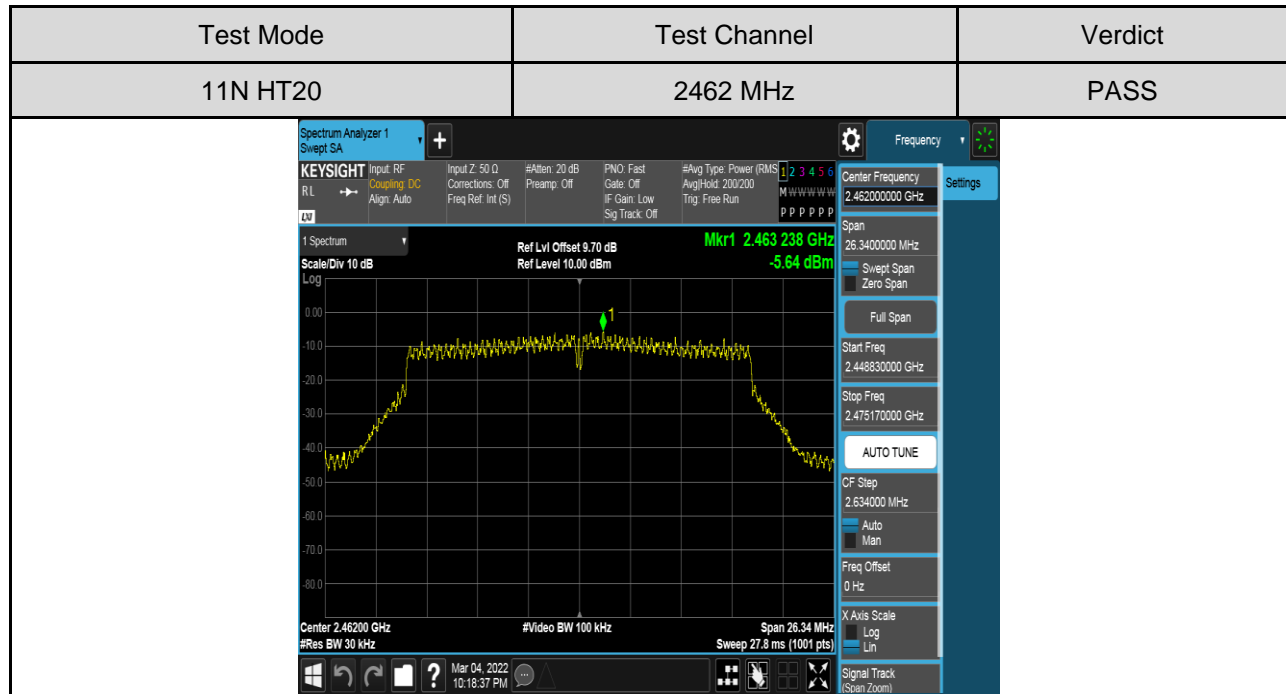 Test Mode Test Channel Verdict
11N HT20 2462 MHz PASS
Spectrum Analyzer 1
Swept SA
+
Frequency
KEYSIGHT Input: RF Input Z: 50 Ω #Atten: 20 dB PNO: Fast #Avg Type: Power (RMS 1 2 3 4 5 6
RL Coupling: DC Corrections: Off Preamp: Off Gate: Off Avg|Hold: 200/200 M W W W W W
Align: Auto Freq Ref: Int (S) IF Gain: Low Trig: Free Run
LXI Sig Track: Off P P P P P P
1 Spectrum Ref Lvl Offset 9.70 dB Mkr1 2.463 238 GHz
Scale/Div 10 dB Ref Level 10.00 dBm -5.64 dBm
Log
1
0.00
-10.0
-20.0
-30.0
-40.0
-50.0
-60.0
-70.0
-80.0
Center 2.46200 GHz #Video BW 100 kHz Span 26.34 MHz
#Res BW 30 kHz Sweep 27.8 ms (1001 pts)
? Mar 04, 2022
10:18:37 PM
Settings
Center Frequency
2.462000000 GHz
Span
26.3400000 MHz
Swept Span
Zero Span
Full Span
Start Freq
2.448830000 GHz
Stop Freq
2.475170000 GHz
AUTO TUNE
CF Step
2.634000 MHz
Auto
Man
Freq Offset
0 Hz
X Axis Scale
Log
Lin
Signal Track
(Span Zoom)